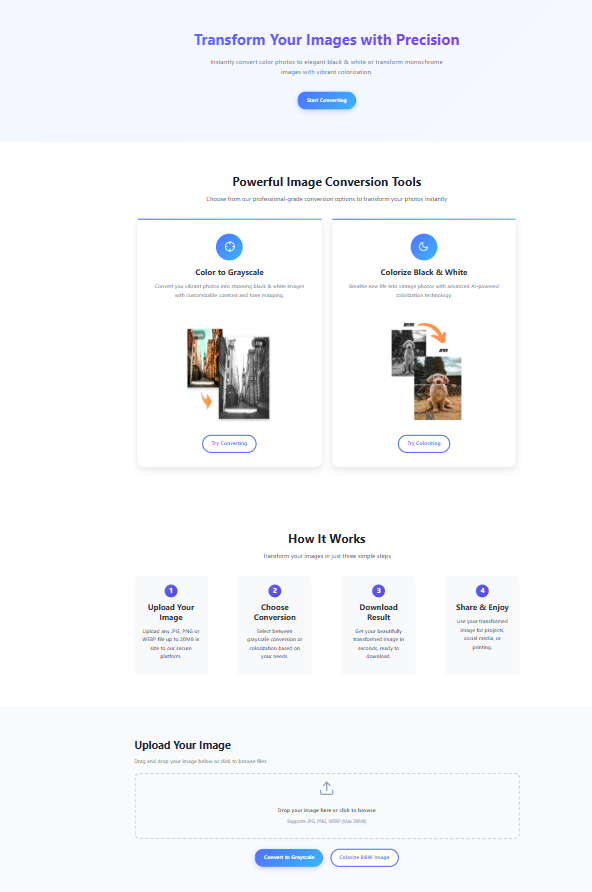 Transform Your Images with Precision
Instantly convert color photos to elegant black & white or transform monochrome
images with vibrant colorization.
Start Converting
Powerful Image Conversion Tools
Choose from our professional-grade conversion options to transform your photos instantly
Color to Grayscale
Convert you vibrant photos into stunning black & white images
with customizable contrast and tone mapping.
Colorize Black & White
Breathe new life into vintage photos with advanced AI-powered
colorization technology.
BEFORE
AFTER
Try Converting
Try Colorizing
How It Works
Transform your images in just three simple steps
1
Upload Your
Image
Upload any JPG, PNG or
WEBP file up to 20MB in
size to our secure
platform.
2
Choose
Conversion
Select between
grayscale conversion or
colorization based on
your needs.
3
Download
Result
Get your beautifully
transformed image in
seconds, ready to
download.
4
Share & Enjoy
Use your transformed
image for projects,
social media, or
printing.
Upload Your Image
Drag and drop your image below or click to browse files
Drop your image here or click to browse
Supports JPG, PNG, WEBP (Max 20MB)
Convert to Grayscale
Colorize B&W Image